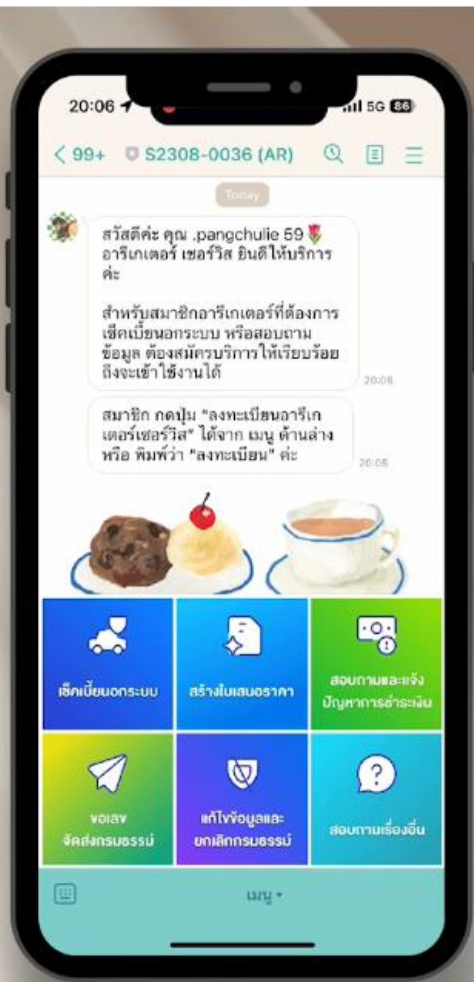 20:06
5G 86
99+ S2308-0036 (AR)
Today
สวัสดีค่ะ คุณ .pangchulie 59🌷
อารีเกเตอร์ เซอร์วิส ยินดีให้บริการ
ค่ะ
สำหรับสมาชิกอารีเกเตอร์ที่ต้องการ
เช็คเบี้ยนอกระบบ หรือสอบถาม
ข้อมูล ต้องสมัครบริการให้เรียบร้อย
ถึงจะเข้าใช้งานได้
20:05
สมาชิก กดปุ่ม “ลงทะเบียนอารีเก
เตอร์เซอร์วิส” ได้จาก เมนู ด้านล่าง
หรือ พิมพ์ว่า “ลงทะเบียน” ค่ะ
20:05
เช็คเบี้ยนอกระบบ
สร้างใบเสนอราคา
สอบถามและแจ้ง
ปัญหาการชำระเงิน
ขอเลข
จัดส่งกรมธรรม์
แก้ไขข้อมูลและ
ยกเลิกกรมธรรม์
สอบถามเรื่องอื่น
เมนู